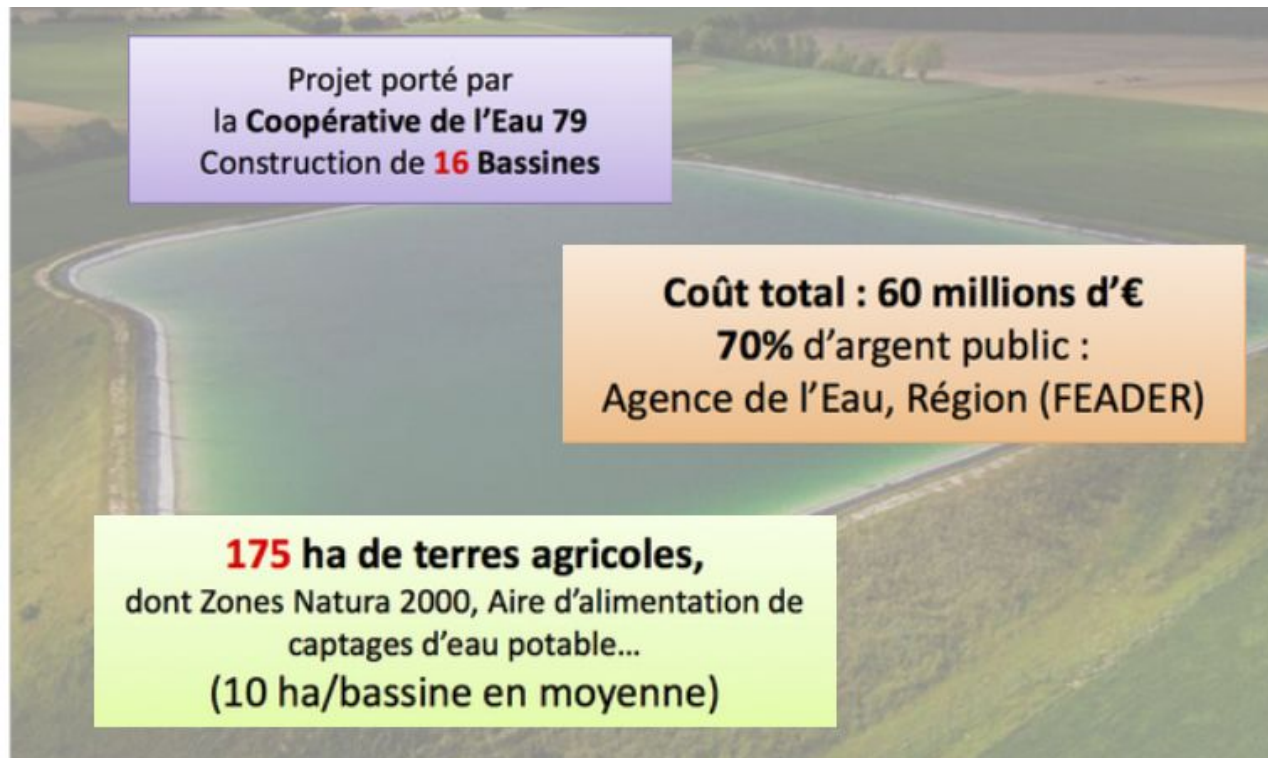 Projet porté par
la Coopérative de l'Eau 79
Construction de 16 Bassines
Coût total : 60 millions d'€
70% d'argent public :
Agence de l'Eau, Région (FEADER)
175 ha de terres agricoles,
dont Zones Natura 2000, Aire d'alimentation de
captages d'eau potable…
(10 ha/bassine en moyenne)